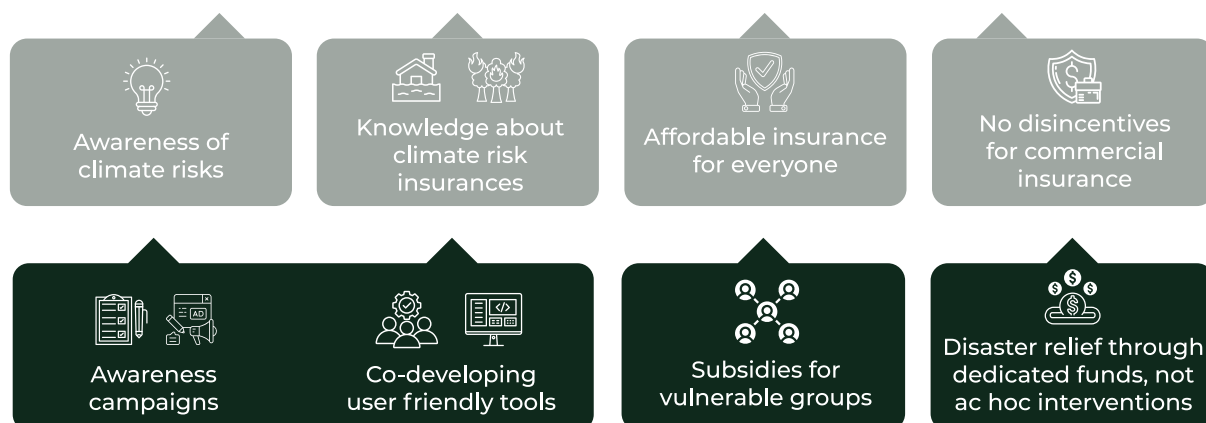 Awareness of
climate risks
Knowledge about
climate risk
insurances
Affordable insurance
for everyone
No disincentives
for commercial
insurance
AD
Awareness
campaigns
Co-developing
user friendly tools
Subsidies for
vulnerable groups
Disaster relief through
dedicated funds, not
ac hoc interventions